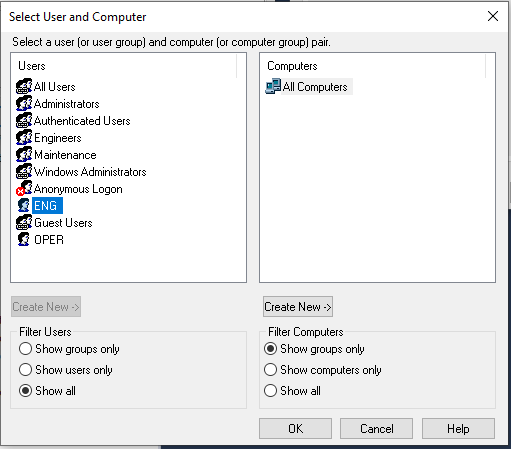 Select User and Computer
Select a user (or user group) and computer (or computer group) pair.
Users
All Users
Administrators
Authenticated Users
Engineers
Maintenance
Windows Administrators
Anonymous Logon
ENG
Guest Users
OPER
Computers
All Computers
Create New ->
Create New ->
Filter Users
Show groups only
Show users only
Show all
Filter Computers
Show groups only
Show computers only
Show all
OK
Cancel
Help